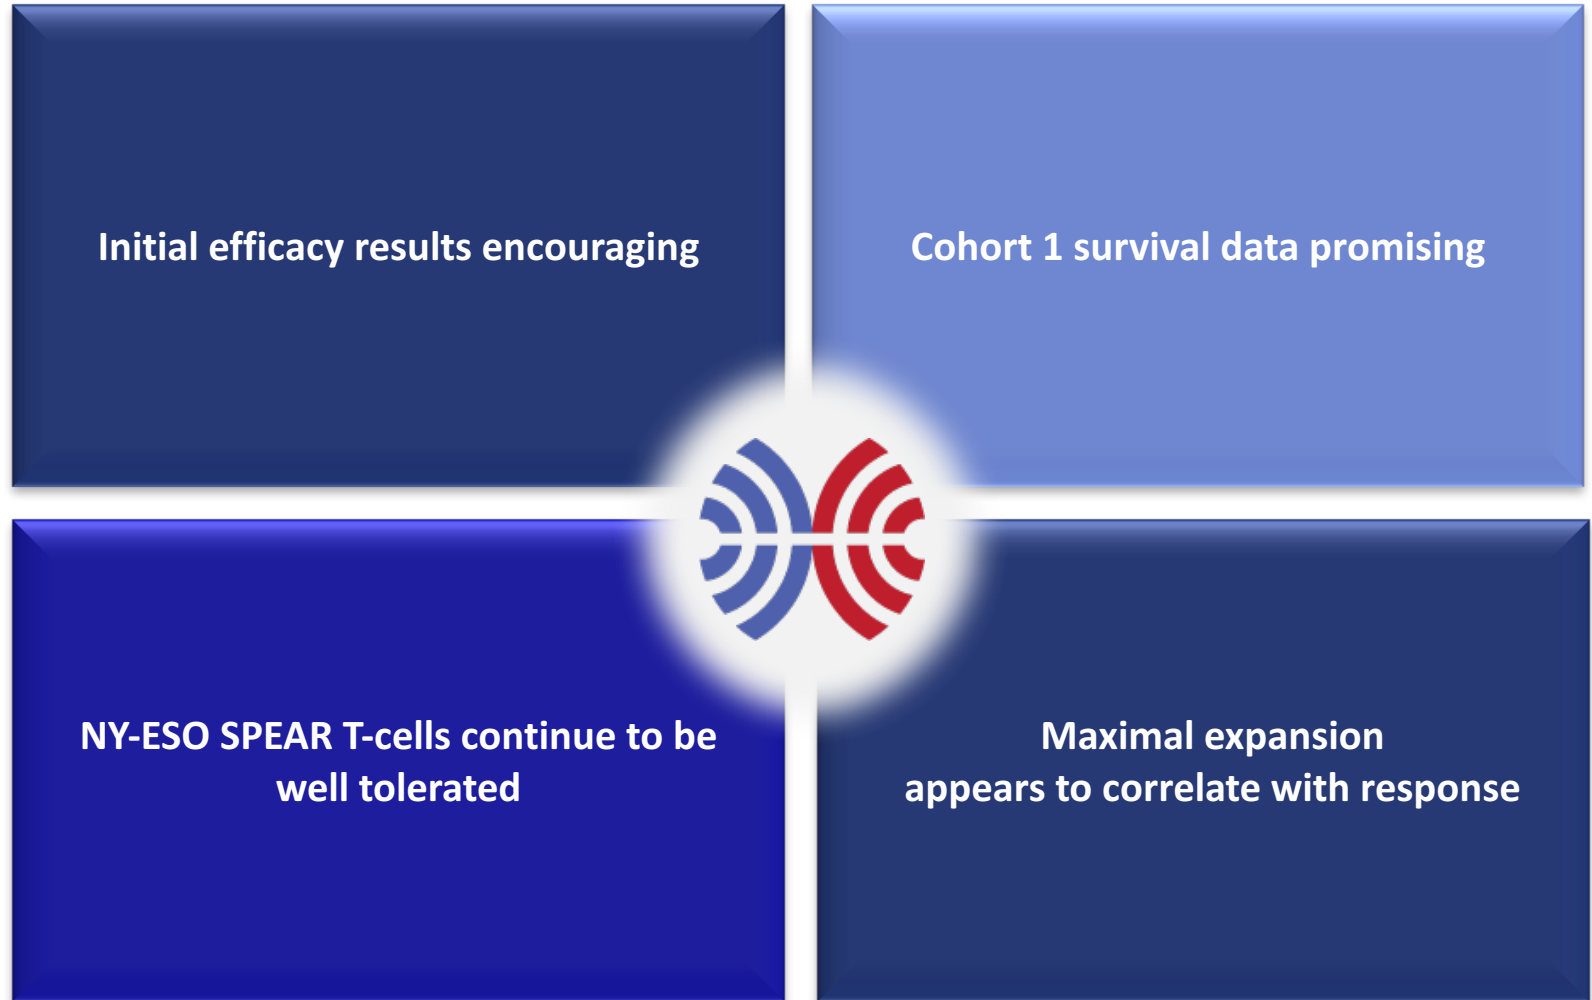 Initial efficacy results encouraging
Cohort 1 survival data promising
NY-ESO SPEAR T-cells continue to be
well tolerated
Maximal expansion
appears to correlate with response